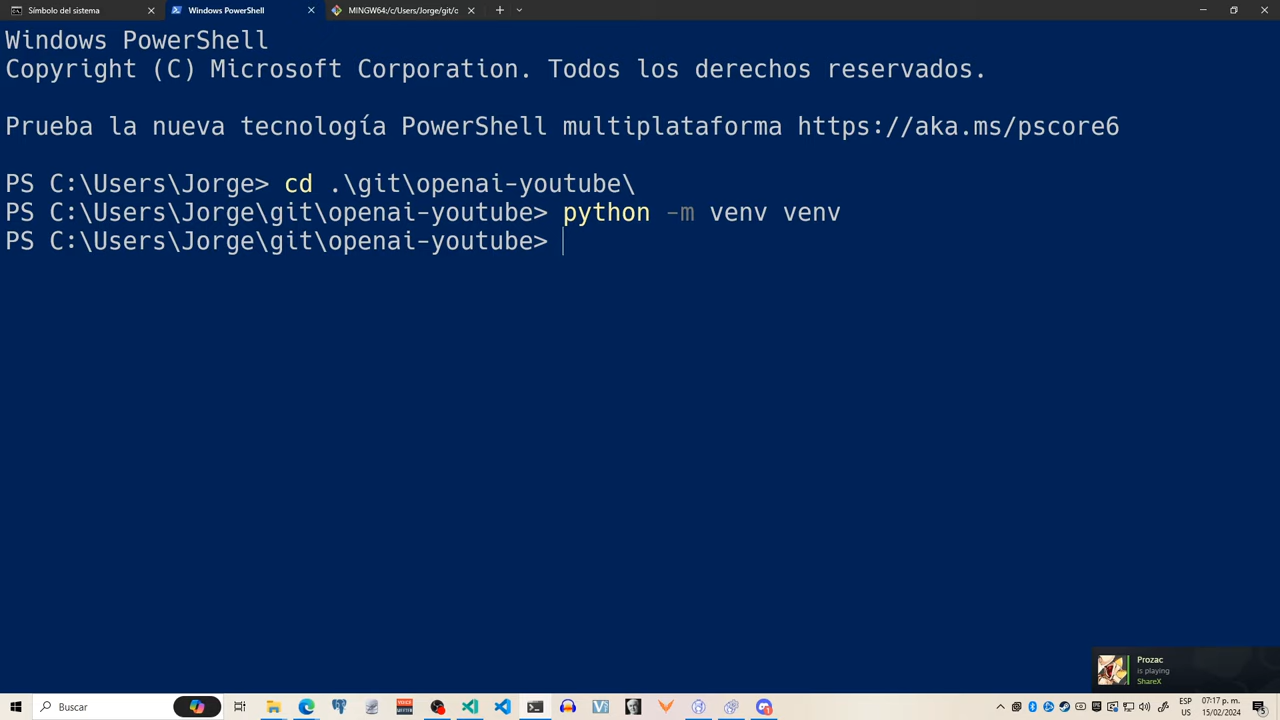 Símbolo del sistema
Windows PowerShell
MINGW64:/c/Users/Jorge/git/c
Windows PowerShell
Copyright (C) Microsoft Corporation. Todos los derechos reservados.
Prueba la nueva tecnología PowerShell multiplataforma https://aka.ms/pscore6
PS C:\Users\Jorge> cd .\git\openai-youtube\
PS C:\Users\Jorge\git\openai-youtube> python -m venv venv
PS C:\Users\Jorge\git\openai-youtube>
Prozac
is playing
ShareX
Buscar
ESP
US
07:17 p. m.
15/02/2024